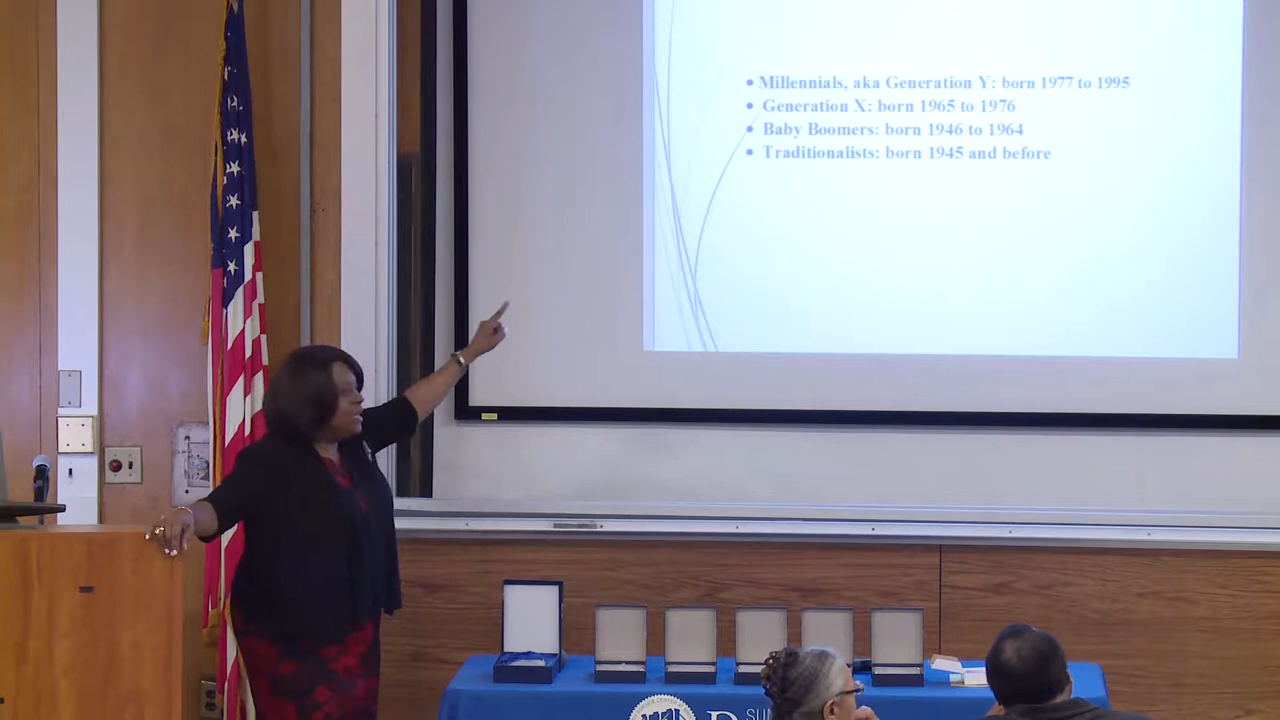 • Millennials, aka Generation Y: born 1977 to 1995
• Generation X: born 1965 to 1976
• Baby Boomers: born 1946 to 1964
• Traditionalists: born 1945 and before
SUN